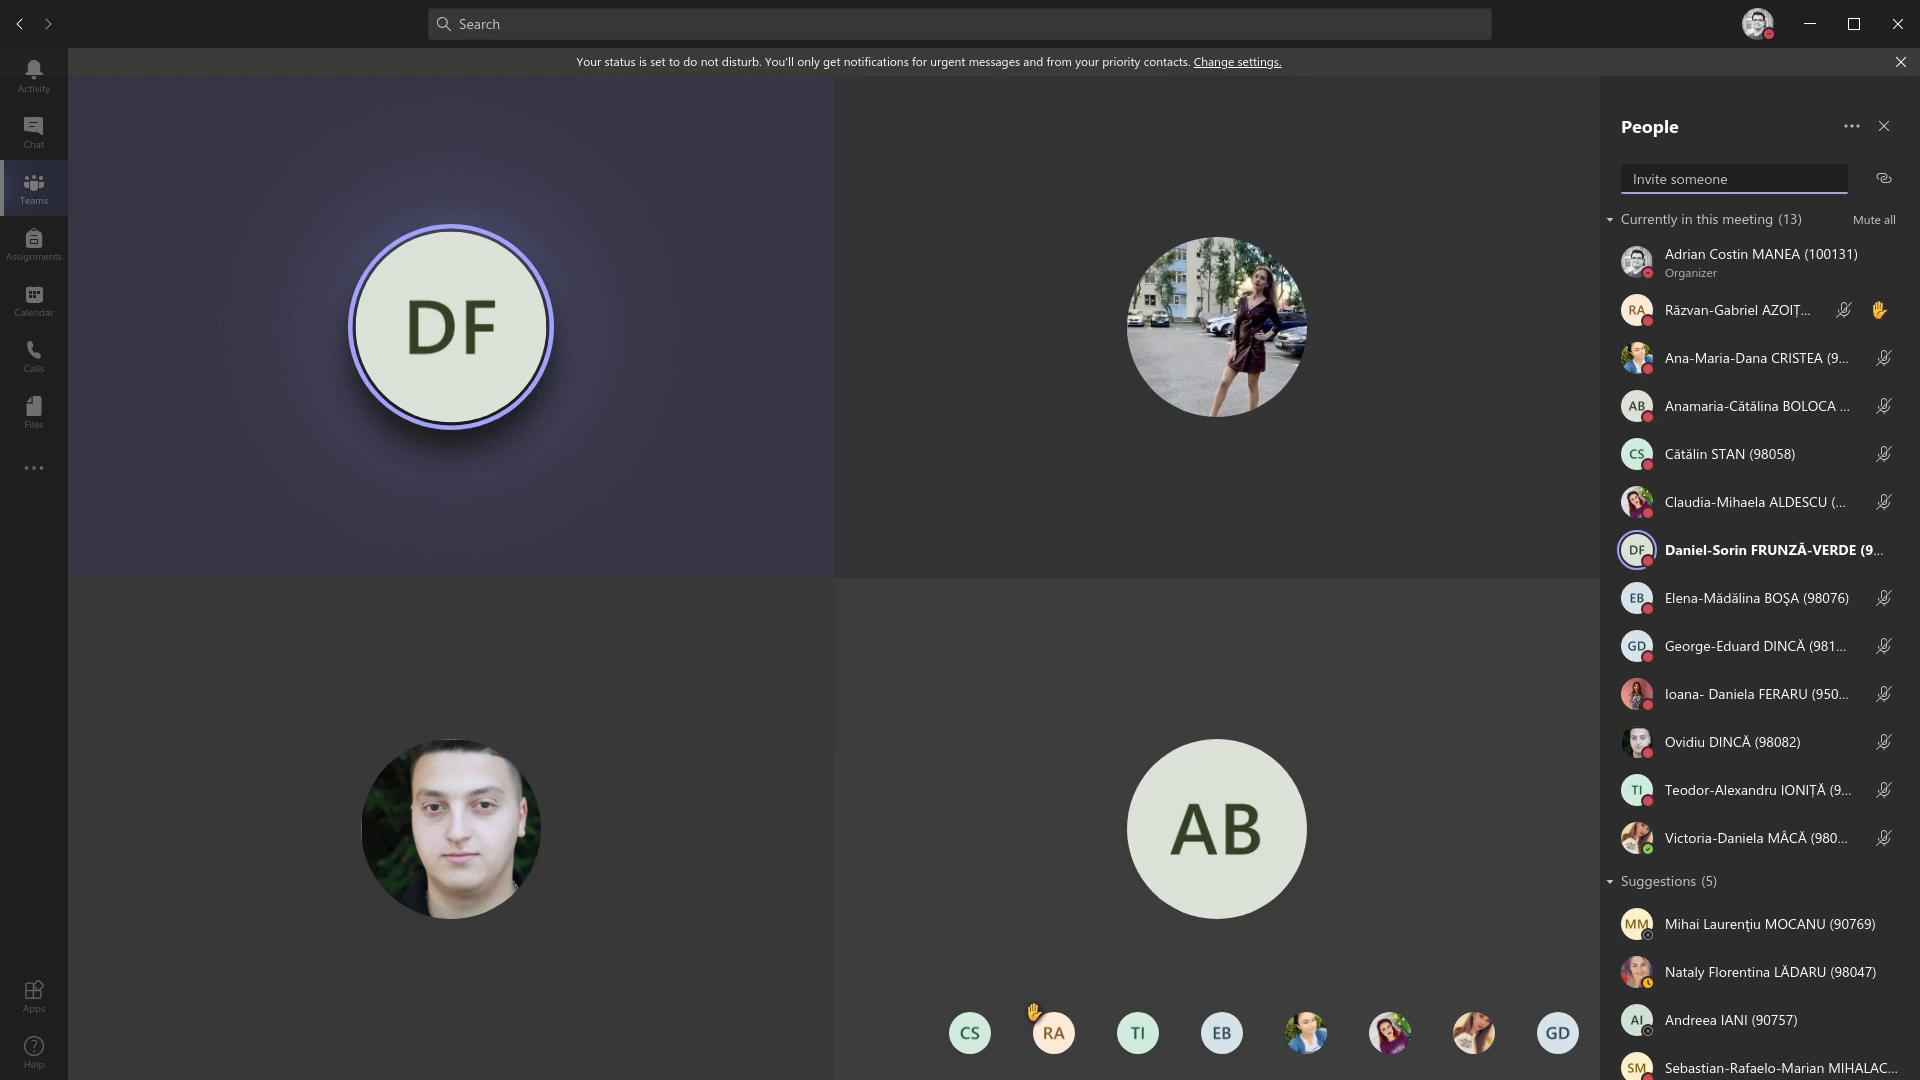 Search
Your status is set to do not disturb. You'll only get notifications for urgent messages and from your priority contacts. Change settings.
Activity
Chat
Teams
Assignments
Calendar
Calls
Files
Apps
Help
DF
AB
CS
RA
TI
EB
GD
People
Invite someone
Currently in this meeting (13)
Mute all
Adrian Costin MANEA (100131)
Organizer
RA
Răzvan-Gabriel AZOIȚ...
Ana-Maria-Dana CRISTEA (9...
AB
Anamaria-Cătălina BOLOCA ...
CS
Cătălin STAN (98058)
Claudia-Mihaela ALDESCU (...
DF
Daniel-Sorin FRUNZĂ-VERDE (9...
EB
Elena-Mădălina BOŞA (98076)
GD
George-Eduard DINCĂ (981...
Ioana- Daniela FERARU (950...
Ovidiu DINCĂ (98082)
TI
Teodor-Alexandru IONIȚĂ (9...
Victoria-Daniela MÂCĂ (980...
Suggestions (5)
MM
Mihai Laurenţiu MOCANU (90769)
Nataly Florentina LĂDARU (98047)
AI
Andreea IANI (90757)
SM
Sebastian-Rafaelo-Marian MIHALAC...